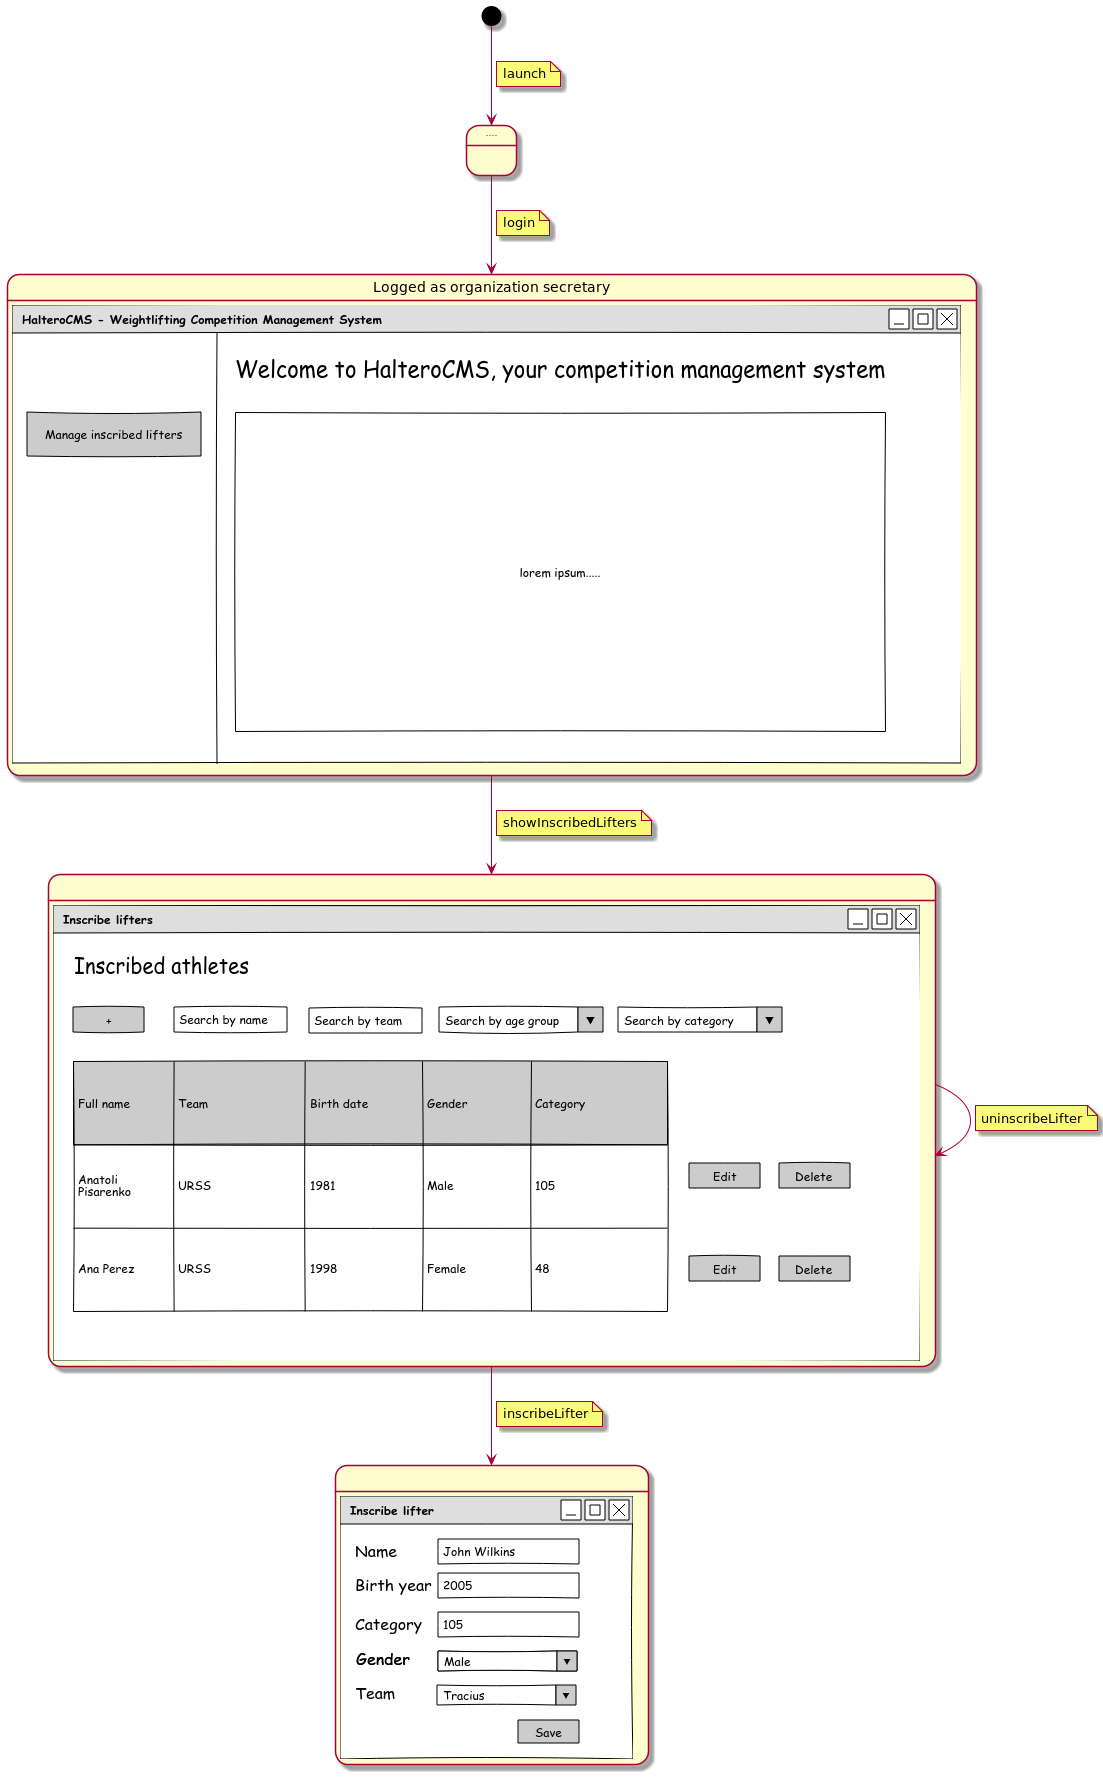 launch
....
login
Logged as organization secretary
HalteroCMS - Weightlifting Competition Management System
Welcome to HalteroCMS, your competition management system
Manage inscribed lifters
lorem ipsum.....
showInscribedLifters
Inscribe lifters
Inscribed athletes
+ Search by name Search by team Search by age group Search by category
Full name Team Birth date Gender Category
Anatoli
Pisarenko URSS 1981 Male 105 Edit Delete
Ana Perez URSS 1998 Female 48 Edit Delete
uninscribeLifter
inscribeLifter
Inscribe lifter
Name John Wilkins
Birth year 2005
Category 105
Gender Male
Team Tracius
Save